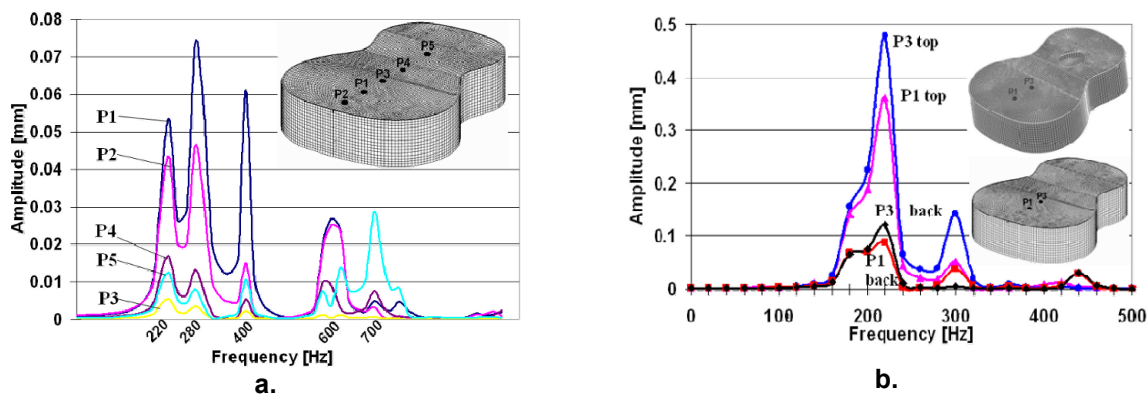 0.08
0.07
0.06
0.05
0.04
0.03
0.02
0.01
0
Amplitude [mm]
P1
P2
P4
P5
P3
P5
P4
P3
P1
P2
220 280 400 600 700
Frequency [Hz]
a.
0.5
0.4
0.3
0.2
0.1
0.0
Amplitude [mm]
P3 top
P1 top
P3 back
P1 back
P3
P1
P3
P1
0 100 200 300 400 500
Frequency [Hz]
b.